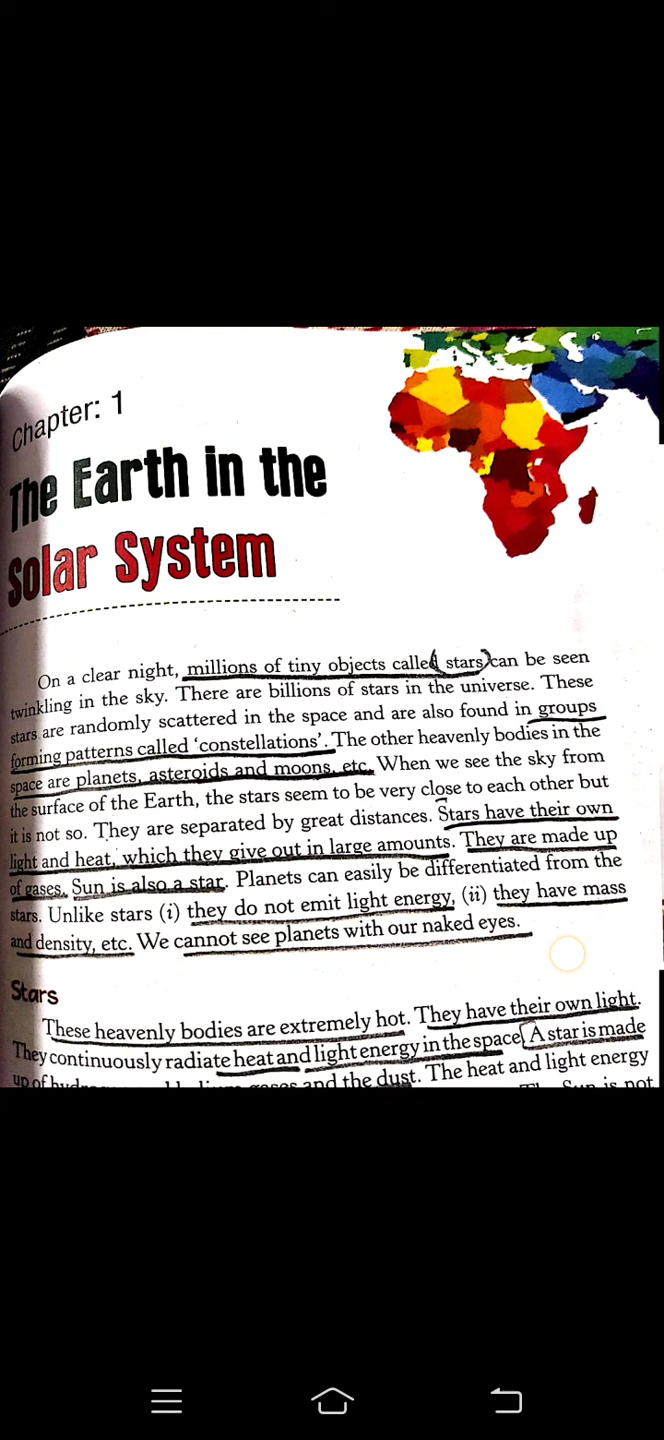 Chapter: 1
The Earth in the
Solar System
On a clear night, millions of tiny objects called stars can be seen
twinkling in the sky. There are billions of stars in the universe. These
stars are randomly scattered in the space and are also found in groups
forming patterns called 'constellations'. The other heavenly bodies in the
space are planets, asteroids and moons, etc. When we see the sky from
the surface of the Earth, the stars seem to be very close to each other but
it is not so. They are separated by great distances. Stars have their own
light and heat, which they give out in large amounts. They are made up
of gases. Sun is also a star. Planets can easily be differentiated from the
stars. Unlike stars (i) they do not emit light energy, (ii) they have mass
and density, etc. We cannot see planets with our naked eyes.
Stars
These heavenly bodies are extremely hot. They have their own light.
They continuously radiate heat and light energy in the space. A star is made
up of and the dust. The heat and light energy
Sun is not